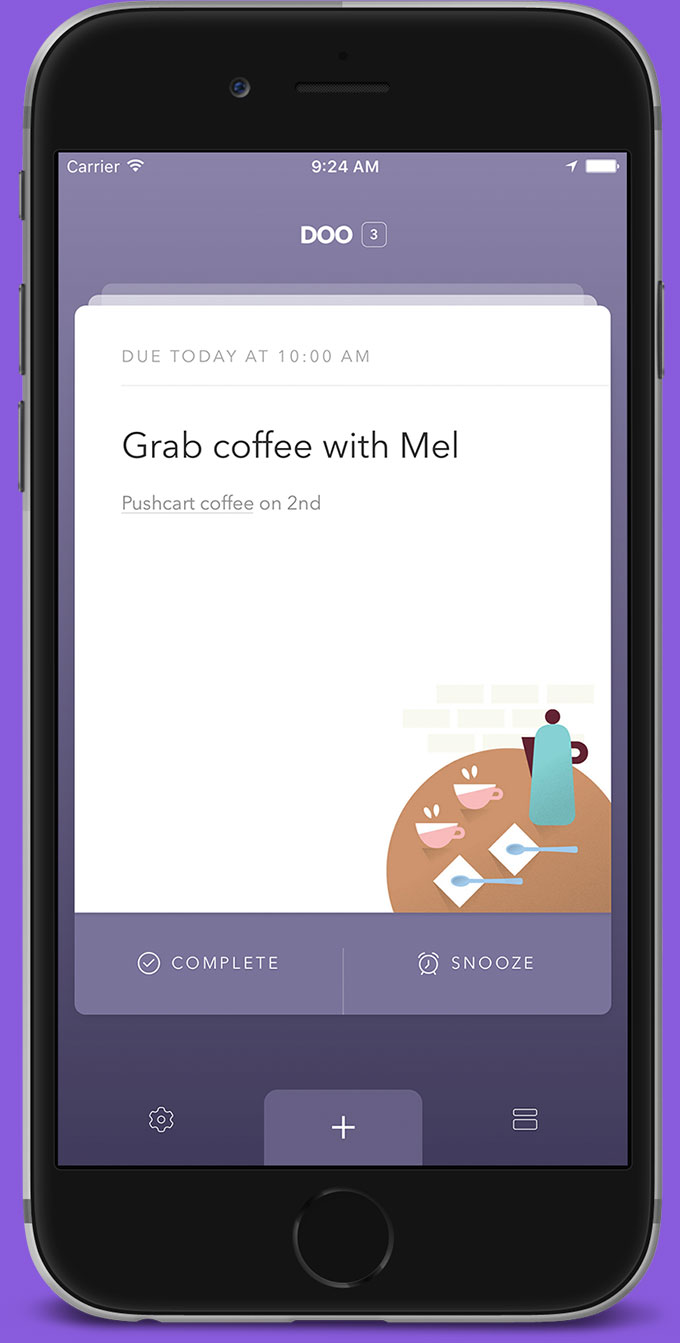 Carrier 9:24 AM
DOO 3
DUE TODAY AT 10:00 AM
Grab coffee with Mel
Pushcart coffee on 2nd
COMPLETE SNOOZE
+